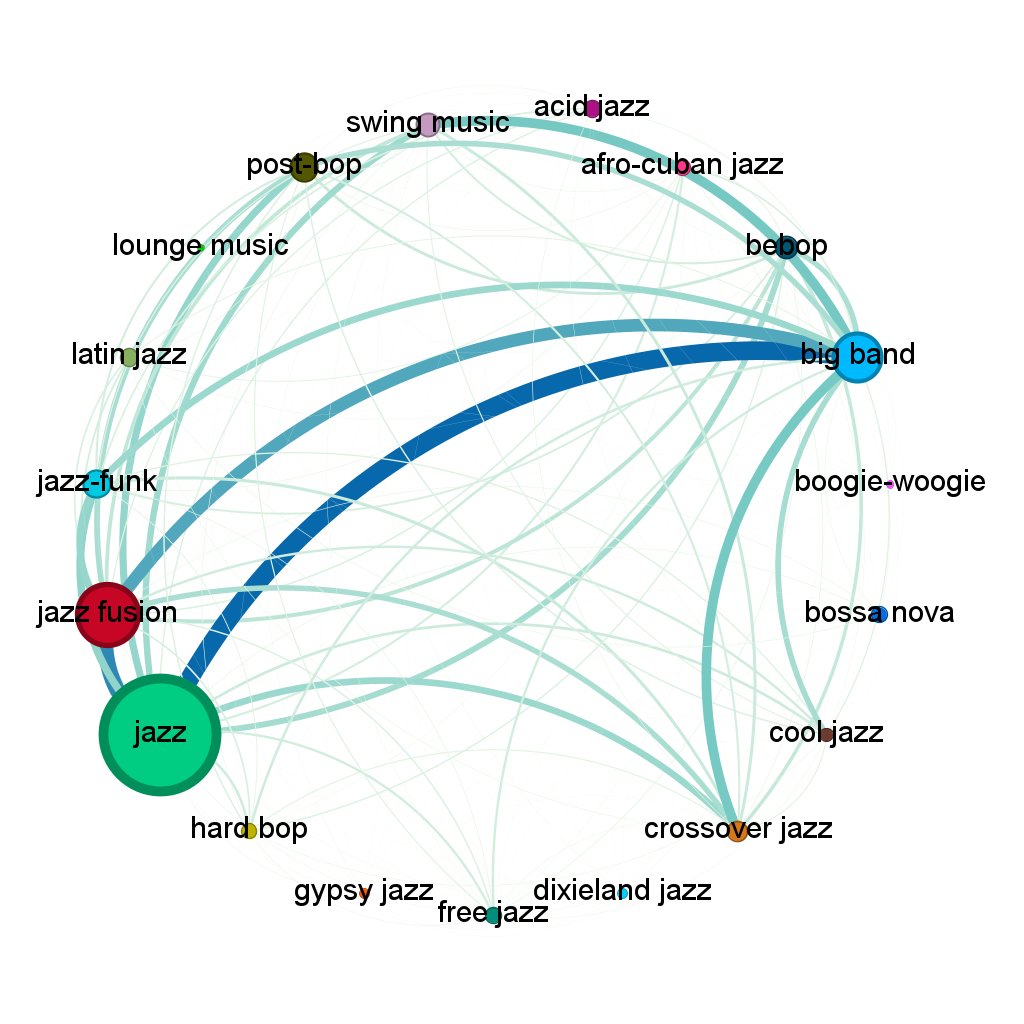 acid jazz
swing music
post-bop
afro-cuban jazz
lounge music
bebop
latin jazz
big band
jazz-funk
boogie-woogie
jazz fusion
bossa nova
jazz
cool jazz
hard bop
crossover jazz
gypsy jazz
dixieland jazz
free jazz